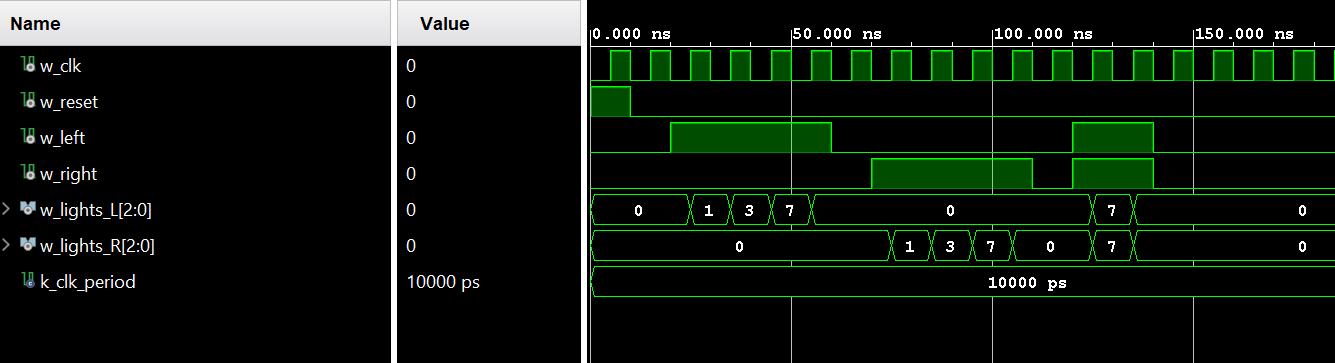 Name Value
0.000 ns 50.000 ns 100.000 ns 150.000 ns
w_clk 0
w_reset 0
w_left 0
w_right 0
w_lights_L[2:0] 0 0 1 3 7 0 7 0
w_lights_R[2:0] 0 0 1 3 7 0 7 0
k_clk_period 10000 ps 10000 ps